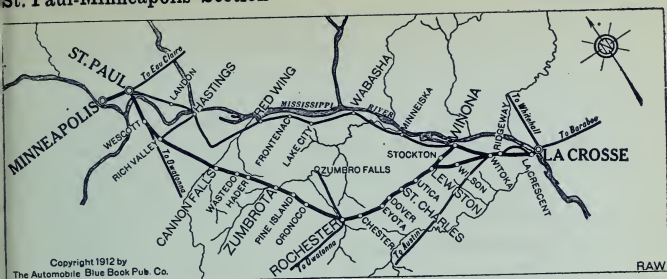 St. Paul-Minneapolis Section
MINNEAPOLIS
ST. PAUL
To Eau Claire
LANGDON
HASTINGS
RED WING
MISSISSIPPI
RIVER
WABASHA
MINNEISKA
WINONA
RIDGEWAY
To Whitehall
To Baraboo
LA CROSSE
LA CRESCENT
WITOKA
WILSON
STOCKTON
LEWISTON
UTICA
ST. CHARLES
DOVER
EYOTA
CHESTER
To Austin
ROCHESTER
To Owatonna
ZUMBRO FALLS
ORONOCO
PINE ISLAND
ZUMBROTA
HADER
WASTEDO
CANNON FALLS
LAKE CITY
FRONTENAC
To Owatonna
RICH VALLEY
WESCOTT
N
Copyright 1912 by
The Automobile Blue Book Pub. Co.
RAW